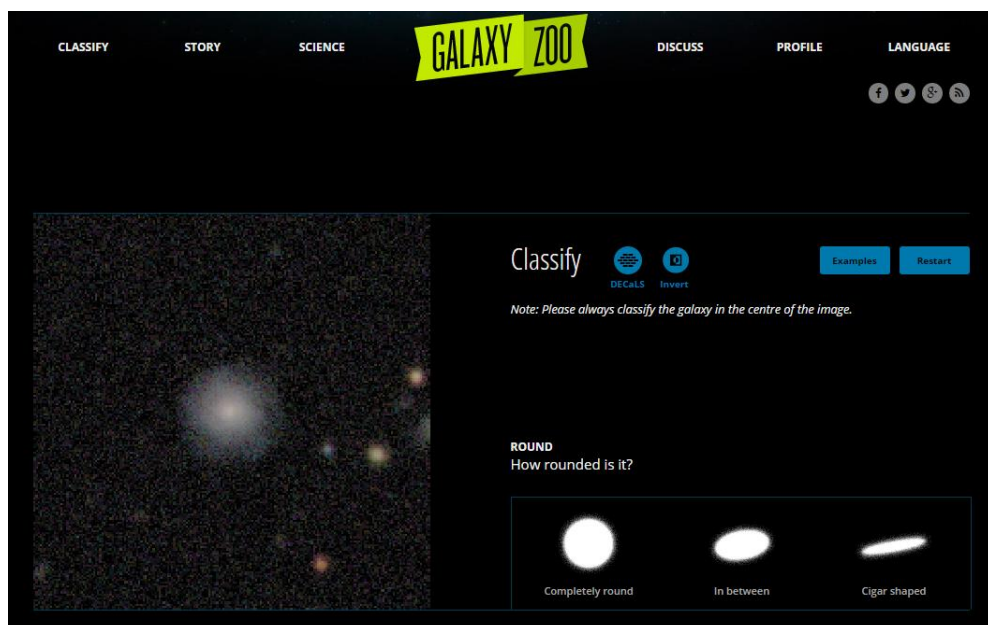 CLASSIFY STORY SCIENCE GALAXY ZOO DISCUSS PROFILE LANGUAGE
Classify
DECaLS Invert
Examples Restart
Note: Please always classify the galaxy in the centre of the image.
ROUND
How rounded is it?
Completely round In between Cigar shaped